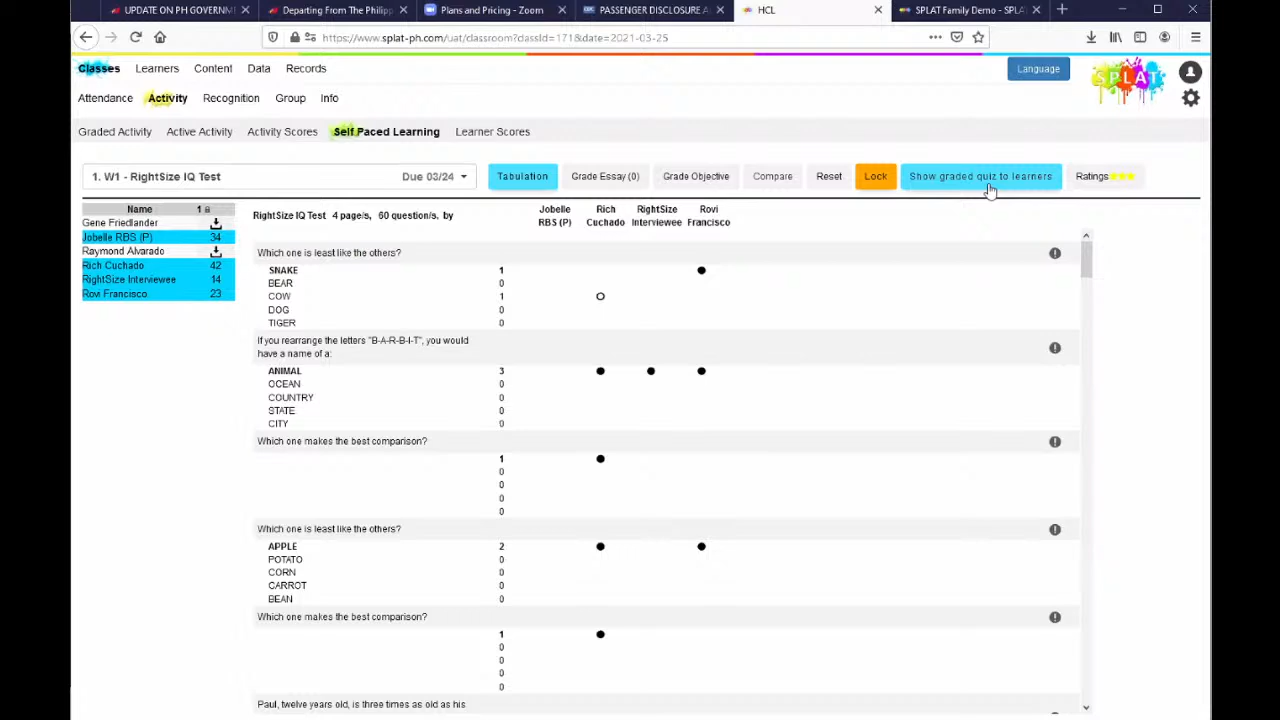 UPDATE ON PH GOVERNM
Departing From The Philipp
Plans and Pricing - Zoom
PASSENGER DISCLOSURE A
HCL
SPLAT Family Demo - SPLA
https://www.splat-ph.com/uat/classroom?classId=171&date=2021-03-25
Classes Learners Content Data Records
Language
SPLAT
Attendance Activity Recognition Group Info
Graded Activity Active Activity Activity Scores Self Paced Learning Learner Scores
1. W1 - RightSize IQ Test Due 03/24
Tabulation Grade Essay (0) Grade Objective Compare Reset Lock Show graded quiz to learners Ratings
Name 1
Gene Friedlander
Jobelle RBS (P) 34
Raymond Alvarado
Rich Cuchado 42
RightSize Interviewee 14
Rovi Francisco 23
RightSize IQ Test 4 page/s, 60 question/s, by
Jobelle RBS (P)
Rich Cuchado
RightSize Interviewee
Rovi Francisco
Which one is least like the others?
SNAKE 1
BEAR 0
COW 1
DOG 0
TIGER 0
If you rearrange the letters "B-A-R-B-I-T", you would
have a name of a:
ANIMAL 3
OCEAN 0
COUNTRY 0
STATE 0
CITY 0
Which one makes the best comparison?
1
0
0
0
0
Which one is least like the others?
APPLE 2
POTATO 0
CORN 0
CARROT 0
BEAN 0
Which one makes the best comparison?
1
0
0
0
0
Paul, twelve years old, is three times as old as his